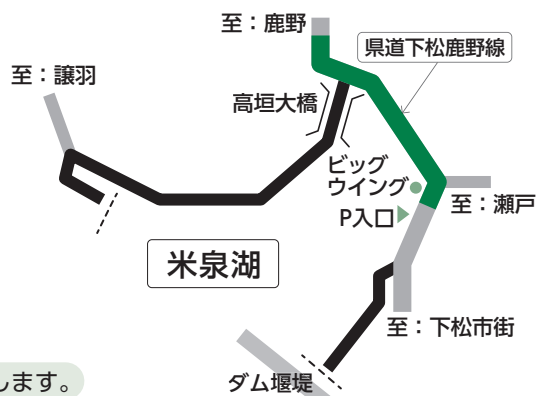 至：鹿野
県道下松鹿野線
至：譲羽
高垣大橋
ビッグ
ウイング
至：瀬戸
P入口
米泉湖
至：下松市街
ダム堰堤
します。